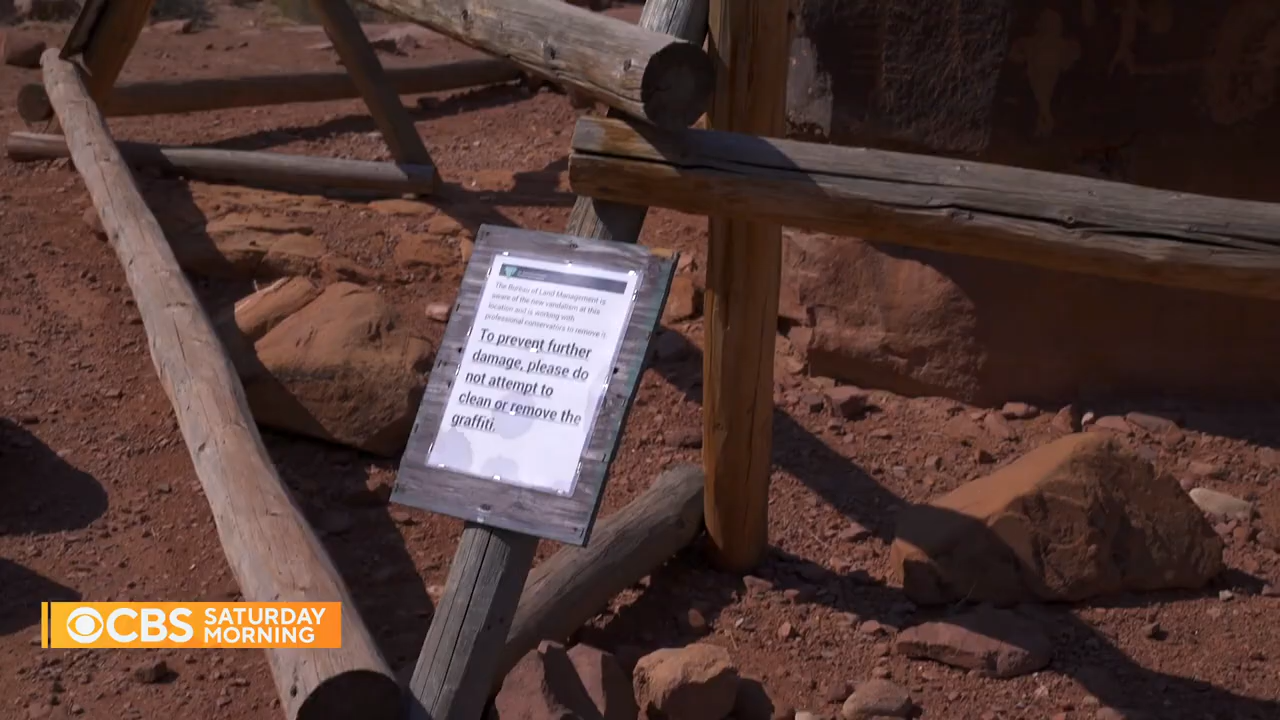 The Bureau of Land Management is
aware of the new vandalism at this
location and is working with
professional conservators to remove it.
To prevent further
damage, please do
not attempt to
clean or remove the
graffiti.
CBS SATURDAY
MORNING